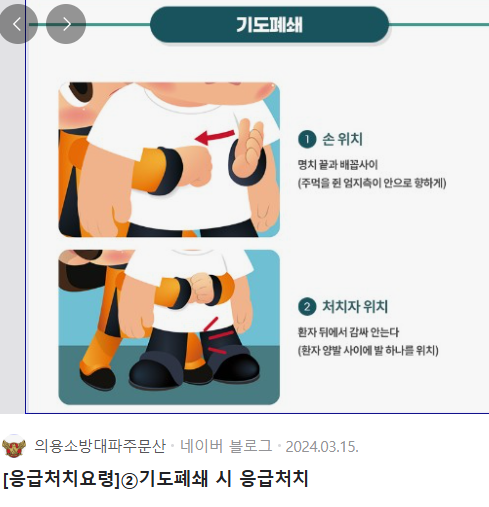 기도폐쇄
1 손 위치
명치 끝과 배꼽사이
(주먹을 쥔 엄지측이 안으로 향하게)
2 처치자 위치
환자 뒤에서 감싸 안는다
(환자 양발 사이에 발 하나를 위치)
의용소방대파주문산 · 네이버 블로그 · 2024.03.15.
[응급처치요령]②기도폐쇄 시 응급처치